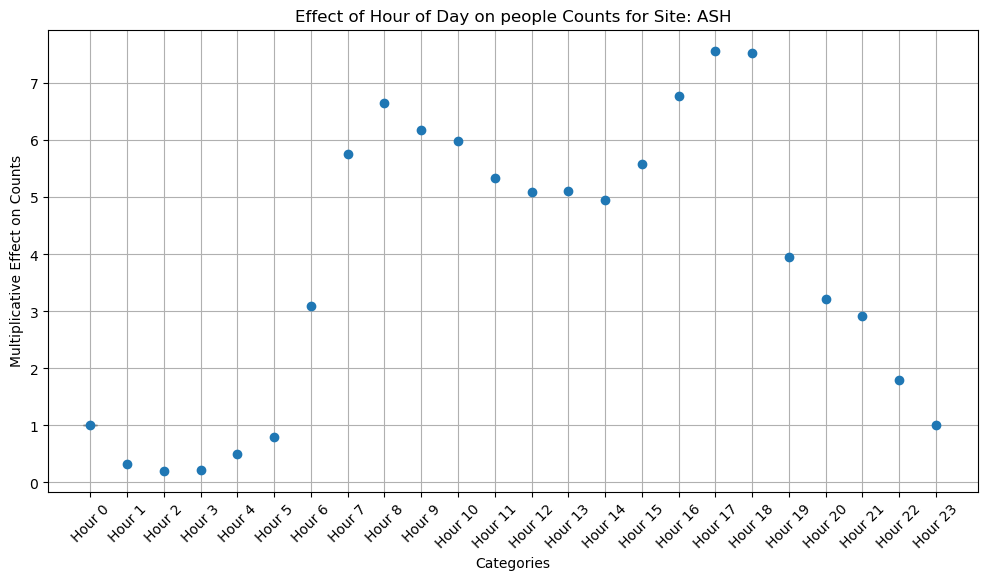 Effect of Hour of Day on people Counts for Site: ASH
Multiplicative Effect on Counts
7
6
5
4
3
2
1
0
Hour 0
Hour 1
Hour 2
Hour 3
Hour 4
Hour 5
Hour 6
Hour 7
Hour 8
Hour 9
Hour 10
Hour 11
Hour 12
Hour 13
Hour 14
Hour 15
Hour 16
Hour 17
Hour 18
Hour 19
Hour 20
Hour 21
Hour 22
Hour 23
Categories